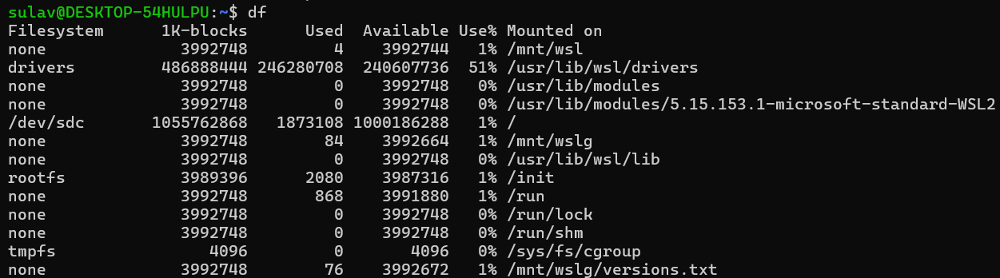 sulav@DESKTOP-54HULPU:~$ df
Filesystem      1K-blocks      Used  Available Use% Mounted on
none              3992748         4    3992744   1% /mnt/wsl
drivers         486888444 246280708  240607736  51% /usr/lib/wsl/drivers
none              3992748         0    3992748   0% /usr/lib/modules
none              3992748         0    3992748   0% /usr/lib/modules/5.15.153.1-microsoft-standard-WSL2
/dev/sdc       1055762868   1873108 1000186288   1% /
none              3992748        84    3992664   1% /mnt/wslg
none              3992748         0    3992748   0% /usr/lib/wsl/lib
rootfs            3989396      2080    3987316   1% /init
none              3992748       868    3991880   1% /run
none              3992748         0    3992748   0% /run/lock
none              3992748         0    3992748   0% /run/shm
tmpfs                4096         0       4096   0% /sys/fs/cgroup
none              3992748        76    3992672   1% /mnt/wslg/versions.txt